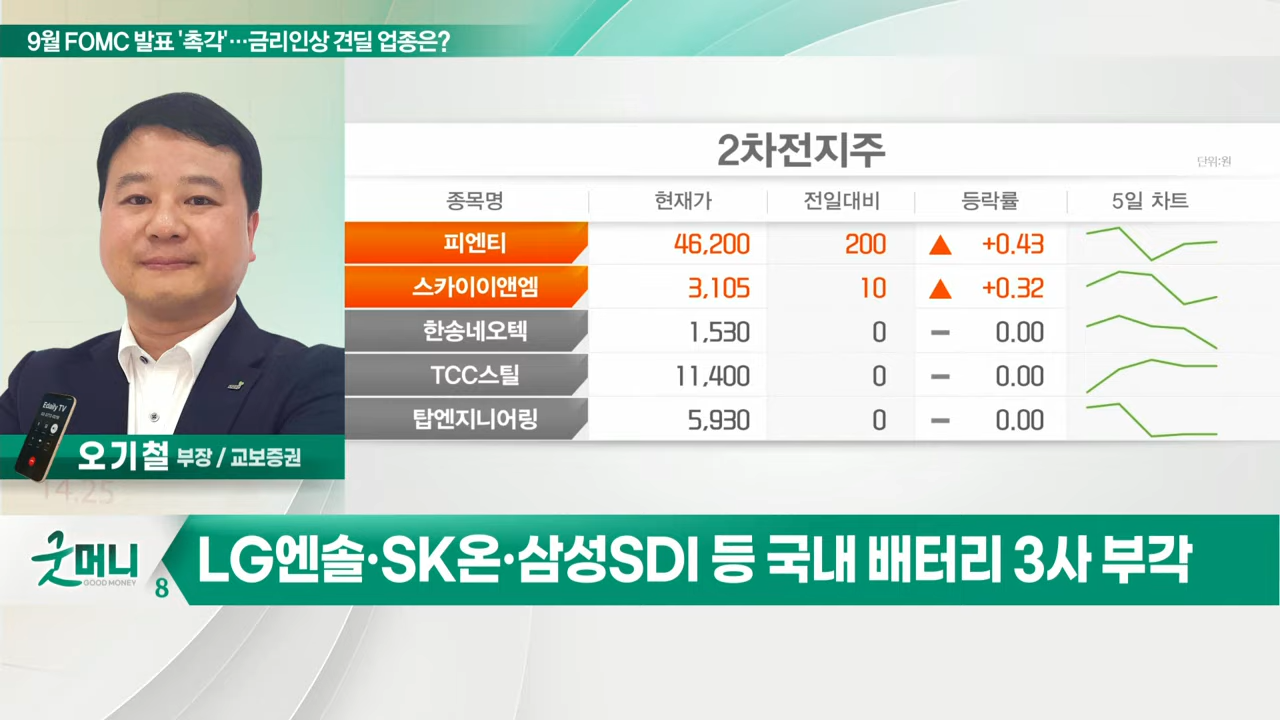 9월 FOMC 발표 '촉각'…금리인상 견딜 업종은?
2차전지주
단위:원
종목명 현재가 전일대비 등락률 5일 차트
피엔티 46,200 200 ▲ +0.43
스카이이앤엠 3,105 10 ▲ +0.32
한송네오텍 1,530 0 - 0.00
TCC스틸 11,400 0 - 0.00
탑엔지니어링 5,930 0 - 0.00
Edaily TV
오기철 부장 / 교보증권
14.25
굿머니
GOOD MONEY
8
LG엔솔·SK온·삼성SDI 등 국내 배터리 3사 부각